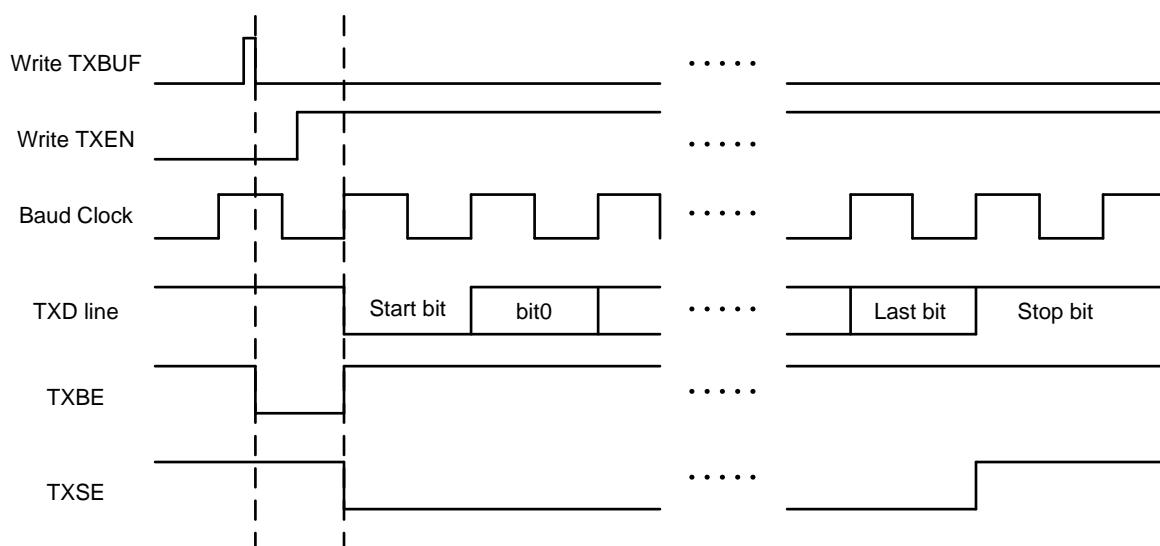 Write TXBUF
Write TXEN
Baud Clock
TXD line
Start bit
bit0
Last bit
Stop bit
TXBE
TXSE